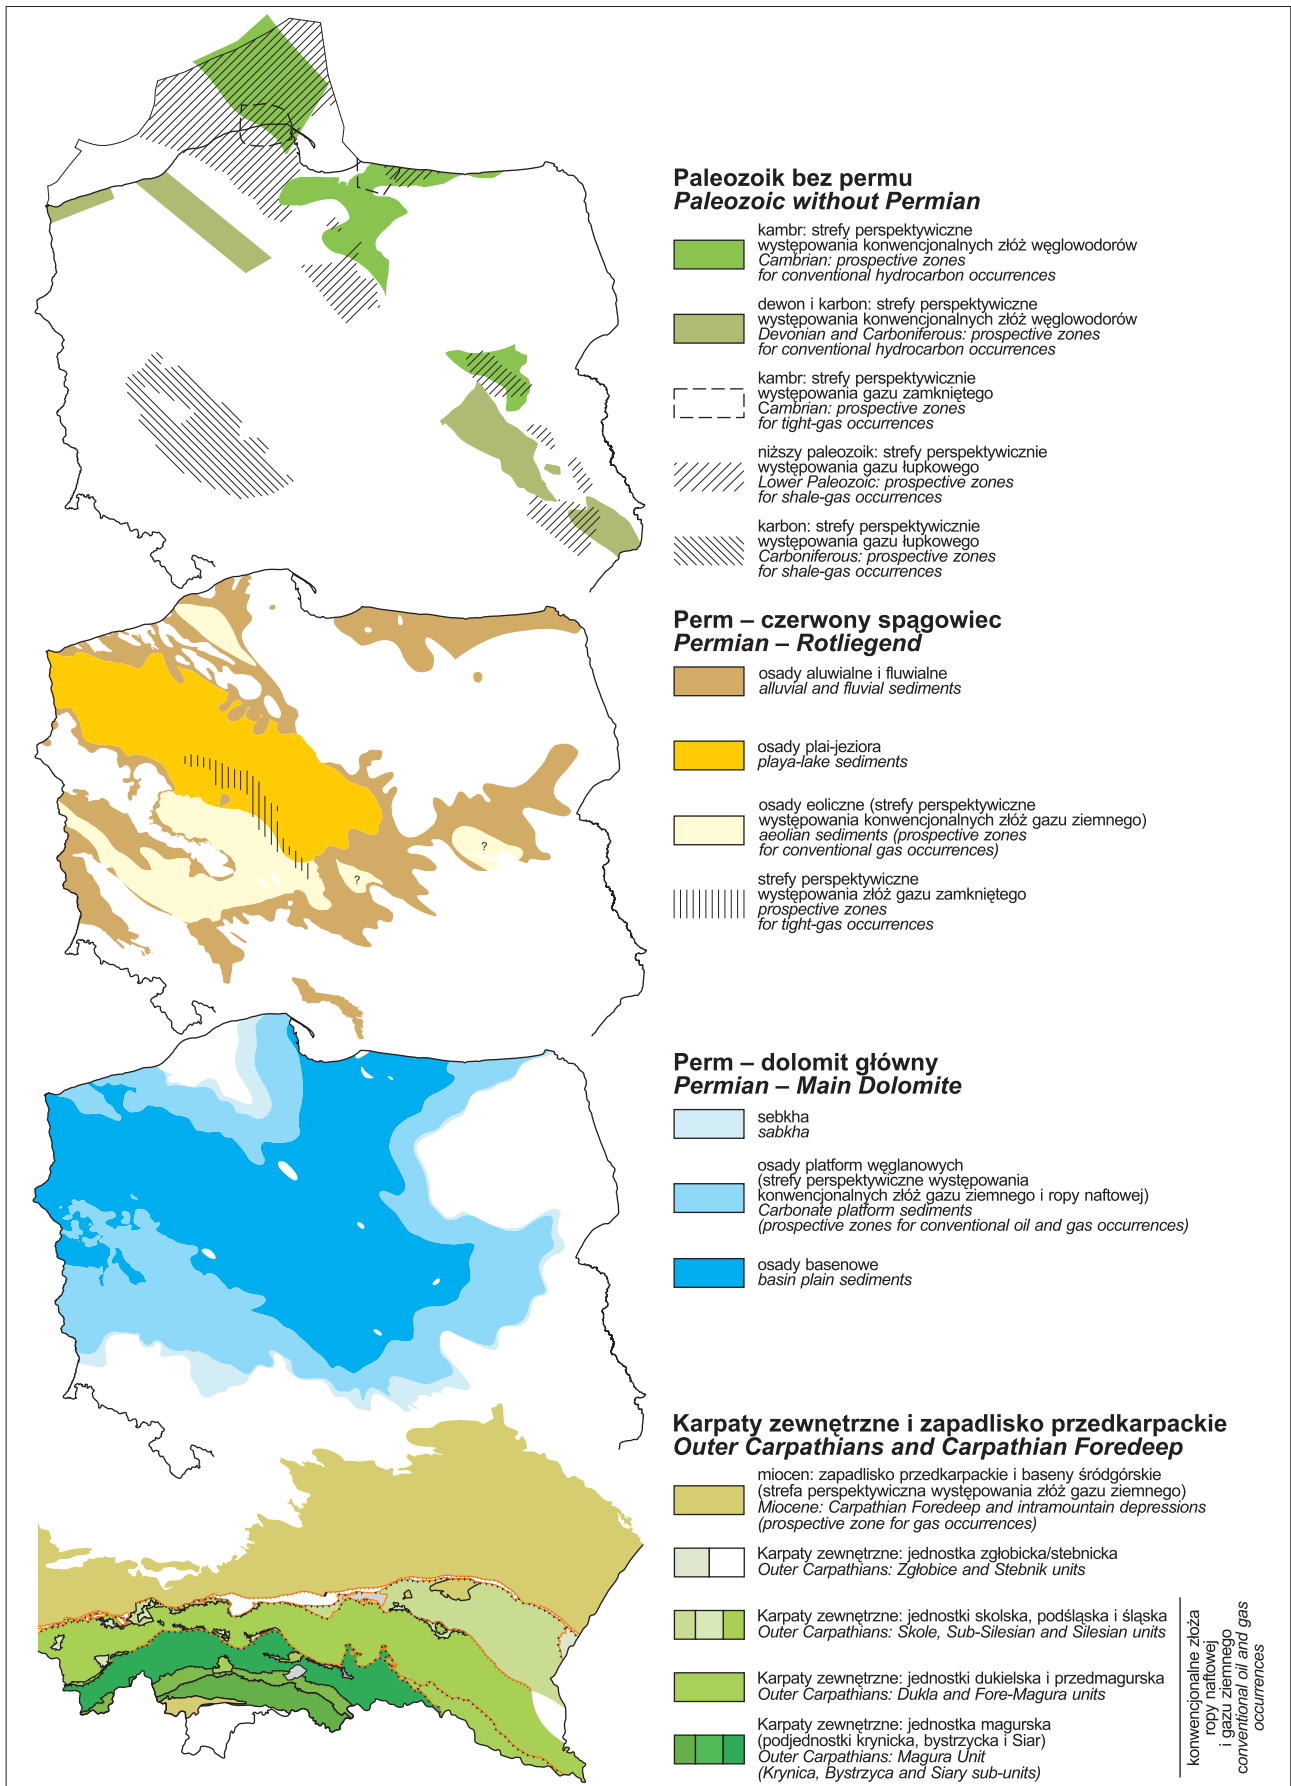 Paleozoik bez permu
Paleozoic without Permian
kambr: strefy perspektywiczne
występowania konwencjonalnych złóż węglowodorów
Cambrian: prospective zones
for conventional hydrocarbon occurrences
dewon i karbon: strefy perspektywiczne
występowania konwencjonalnych złóż węglowodorów
Devonian and Carboniferous: prospective zones
for conventional hydrocarbon occurrences
kambr: strefy perspektywicznie
występowania gazu zamkniętego
Cambrian: prospective zones
for tight-gas occurrences
niższy paleozoik: strefy perspektywicznie
występowania gazu łupkowego
Lower Paleozoic: prospective zones
for shale-gas occurrences
karbon: strefy perspektywicznie
występowania gazu łupkowego
Carboniferous: prospective zones
for shale-gas occurrences
Perm – czerwony spągowiec
Permian – Rotliegend
osady aluwialne i fluwialne
alluvial and fluvial sediments
osady plai-jeziora
playa-lake sediments
osady eoliczne (strefy perspektywiczne
występowania konwencjonalnych złóż gazu ziemnego)
aeolian sediments (prospective zones
for conventional gas occurrences)
strefy perspektywiczne
występowania złóż gazu zamkniętego
prospective zones
for tight-gas occurrences
?
?
Perm – dolomit główny
Permian – Main Dolomite
sebkha
sabkha
osady platform węglanowych
(strefy perspektywiczne występowania
konwencjonalnych złóż gazu ziemnego i ropy naftowej)
Carbonate platform sediments
(prospective zones for conventional oil and gas occurrences)
osady basenowe
basin plain sediments
Karpaty zewnętrzne i zapadlisko przedkarpackie
Outer Carpathians and Carpathian Foredeep
miocen: zapadlisko przedkarpackie i baseny śródgórskie
(strefa perspektywiczna występowania złóż gazu ziemnego)
Miocene: Carpathian Foredeep and intramountain depressions
(prospective zone for gas occurrences)
Karpaty zewnętrzne: jednostka zgłobicka/stebnicka
Outer Carpathians: Zgłobice and Stebnik units
Karpaty zewnętrzne: jednostki skolska, podśląska i śląska
Outer Carpathians: Skole, Sub-Silesian and Silesian units
Karpaty zewnętrzne: jednostki dukielska i przedmagurska
Outer Carpathians: Dukla and Fore-Magura units
Karpaty zewnętrzne: jednostka magurska
(podjednostki krynicka, bystrzycka i Siar)
Outer Carpathians: Magura Unit
(Krynica, Bystrzyca and Siary sub-units)
konwencjonalne złoża
ropy naftowej
i gazu ziemnego
conventional oil and gas
occurrences